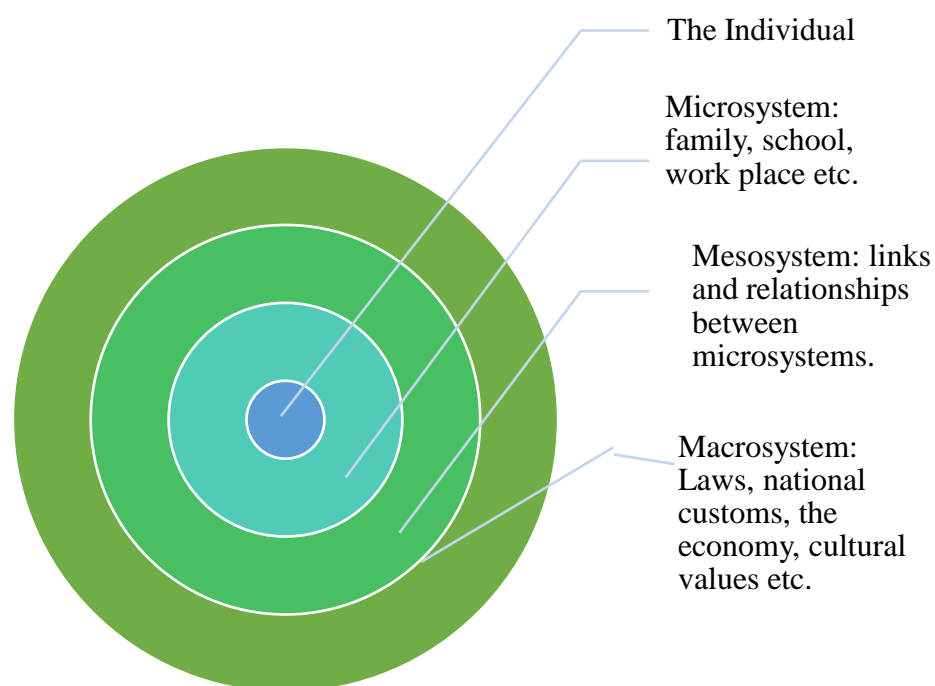 The Individual
Microsystem:
family, school,
work place etc.
Mesosystem: links
and relationships
between
microsystems.
Macrosystem:
Laws, national
customs, the
economy, cultural
values etc.